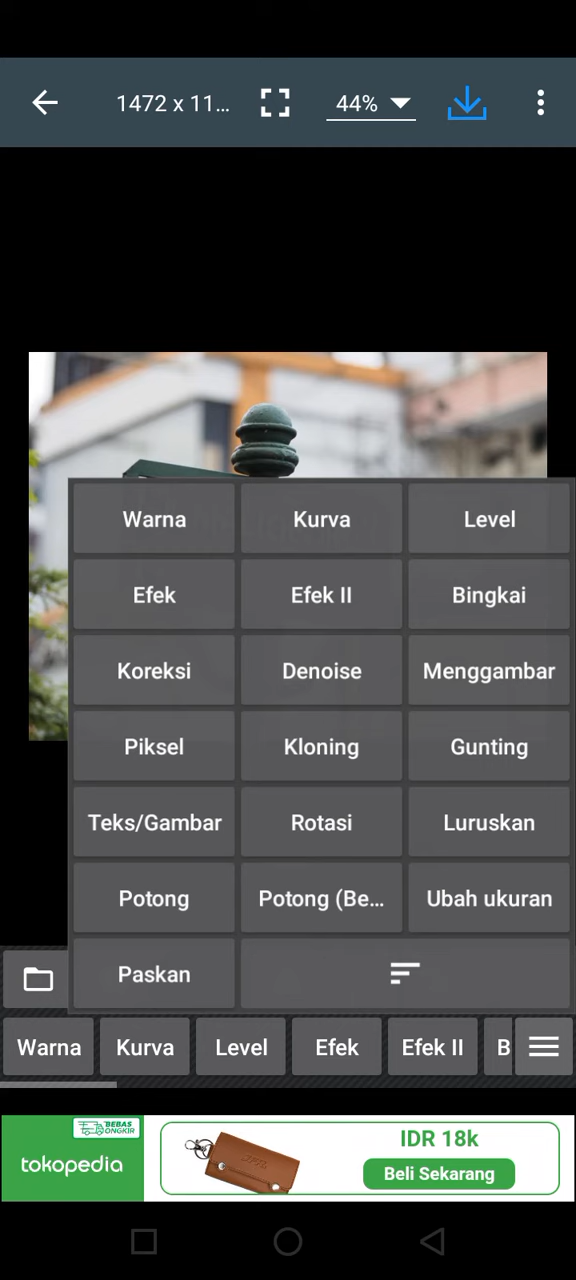 1472 x 11...
44%
Warna
Kurva
Level
Efek
Efek II
Bingkai
Koreksi
Denoise
Menggambar
Piksel
Kloning
Gunting
Teks/Gambar
Rotasi
Luruskan
Potong
Potong (Be...
Ubah ukuran
Paskan
Warna
Kurva
Level
Efek
Efek II
B
BEBAS
ONGKIR
tokopedia
IDR 18k
Beli Sekarang